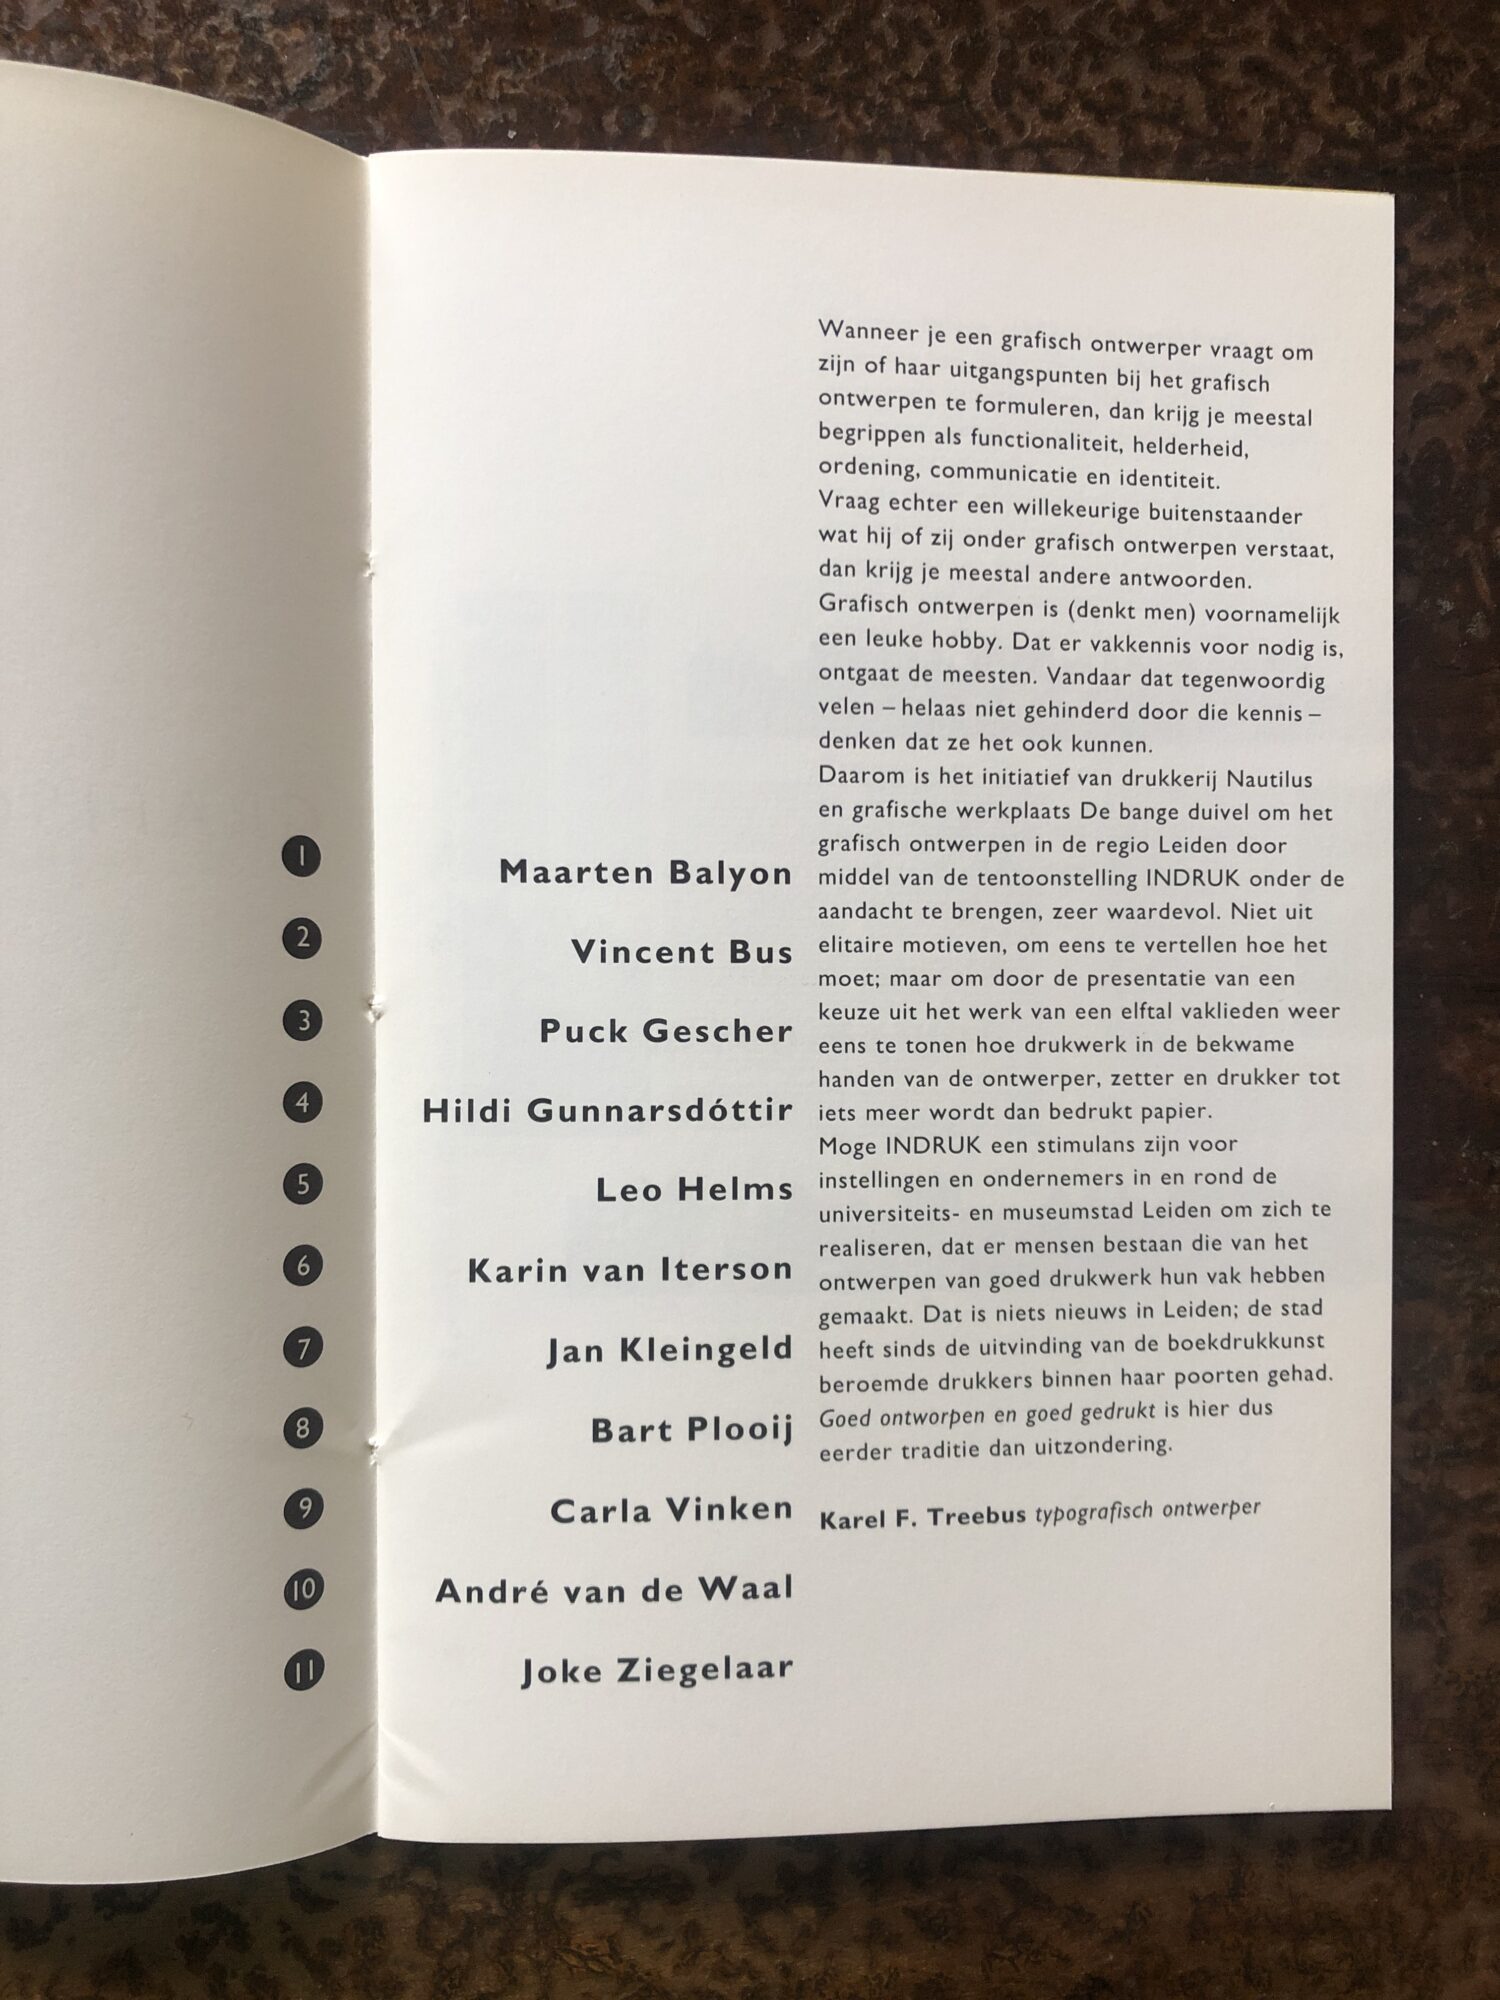 1 Maarten Balyon
2 Vincent Bus
3 Puck Gescher
4 Hildi Gunnarsdóttir
5 Leo Helms
6 Karin van Iterson
7 Jan Kleingeld
8 Bart Plooij
9 Carla Vinken
10 André van de Waal
11 Joke Ziegelaar
Wanneer je een grafisch ontwerper vraagt om
zijn of haar uitgangspunten bij het grafisch
ontwerpen te formuleren, dan krijg je meestal
begrippen als functionaliteit, helderheid,
ordening, communicatie en identiteit.
Vraag echter een willekeurige buitenstaander
wat hij of zij onder grafisch ontwerpen verstaat,
dan krijg je meestal andere antwoorden.
Grafisch ontwerpen is (denkt men) voornamelijk
een leuke hobby. Dat er vakkennis voor nodig is,
ontgaat de meesten. Vandaar dat tegenwoordig
velen – helaas niet gehinderd door die kennis –
denken dat ze het ook kunnen.
Daarom is het initiatief van drukkerij Nautilus
en grafische werkplaats De bange duivel om het
grafisch ontwerpen in de regio Leiden door
middel van de tentoonstelling INDRUK onder de
aandacht te brengen, zeer waardevol. Niet uit
elitaire motieven, om eens te vertellen hoe het
moet; maar om door de presentatie van een
keuze uit het werk van een elftal vaklieden weer
eens te tonen hoe drukwerk in de bekwame
handen van de ontwerper, zetter en drukker tot
iets meer wordt dan bedrukt papier.
Moge INDRUK een stimulans zijn voor
instellingen en ondernemers in en rond de
universiteits- en museumstad Leiden om zich te
realiseren, dat er mensen bestaan die van het
ontwerpen van goed drukwerk hun vak hebben
gemaakt. Dat is niets nieuws in Leiden; de stad
heeft sinds de uitvinding van de boekdrukkunst
beroemde drukkers binnen haar poorten gehad.
Goed ontworpen en goed gedrukt is hier dus
eerder traditie dan uitzondering.
Karel F. Treebus typografisch ontwerper